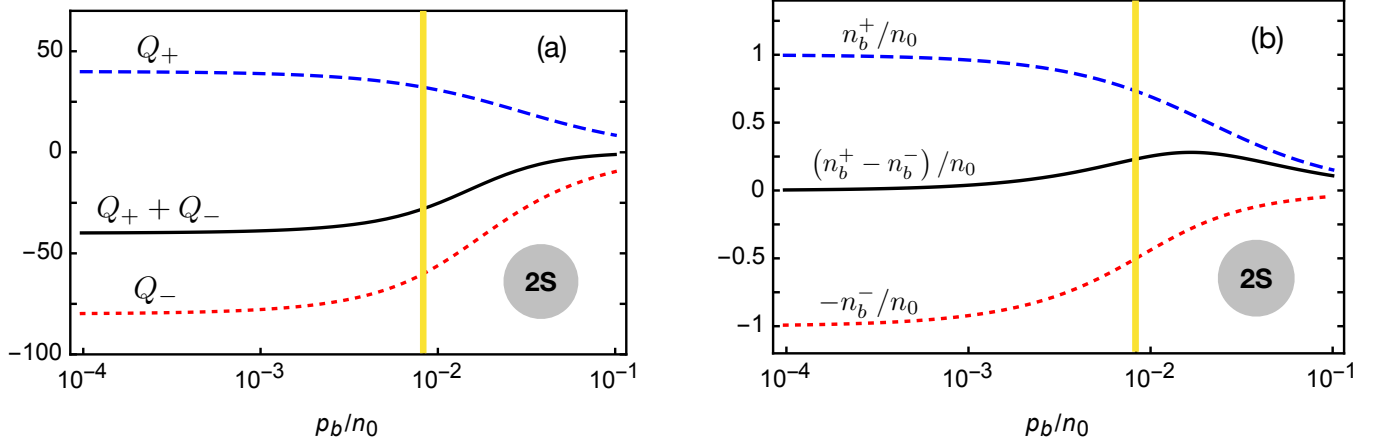 (a)
50
0
−50
−100
Q₊
Q₊ + Q₋
Q₋
2S
10⁻⁴ 10⁻³ 10⁻² 10⁻¹
p_b/n₀
(b)
1
0.5
0
−0.5
−1
n_b⁺/n₀
(n_b⁺ − n_b⁻)/n₀
−n_b⁻/n₀
2S
10⁻⁴ 10⁻³ 10⁻² 10⁻¹
p_b/n₀